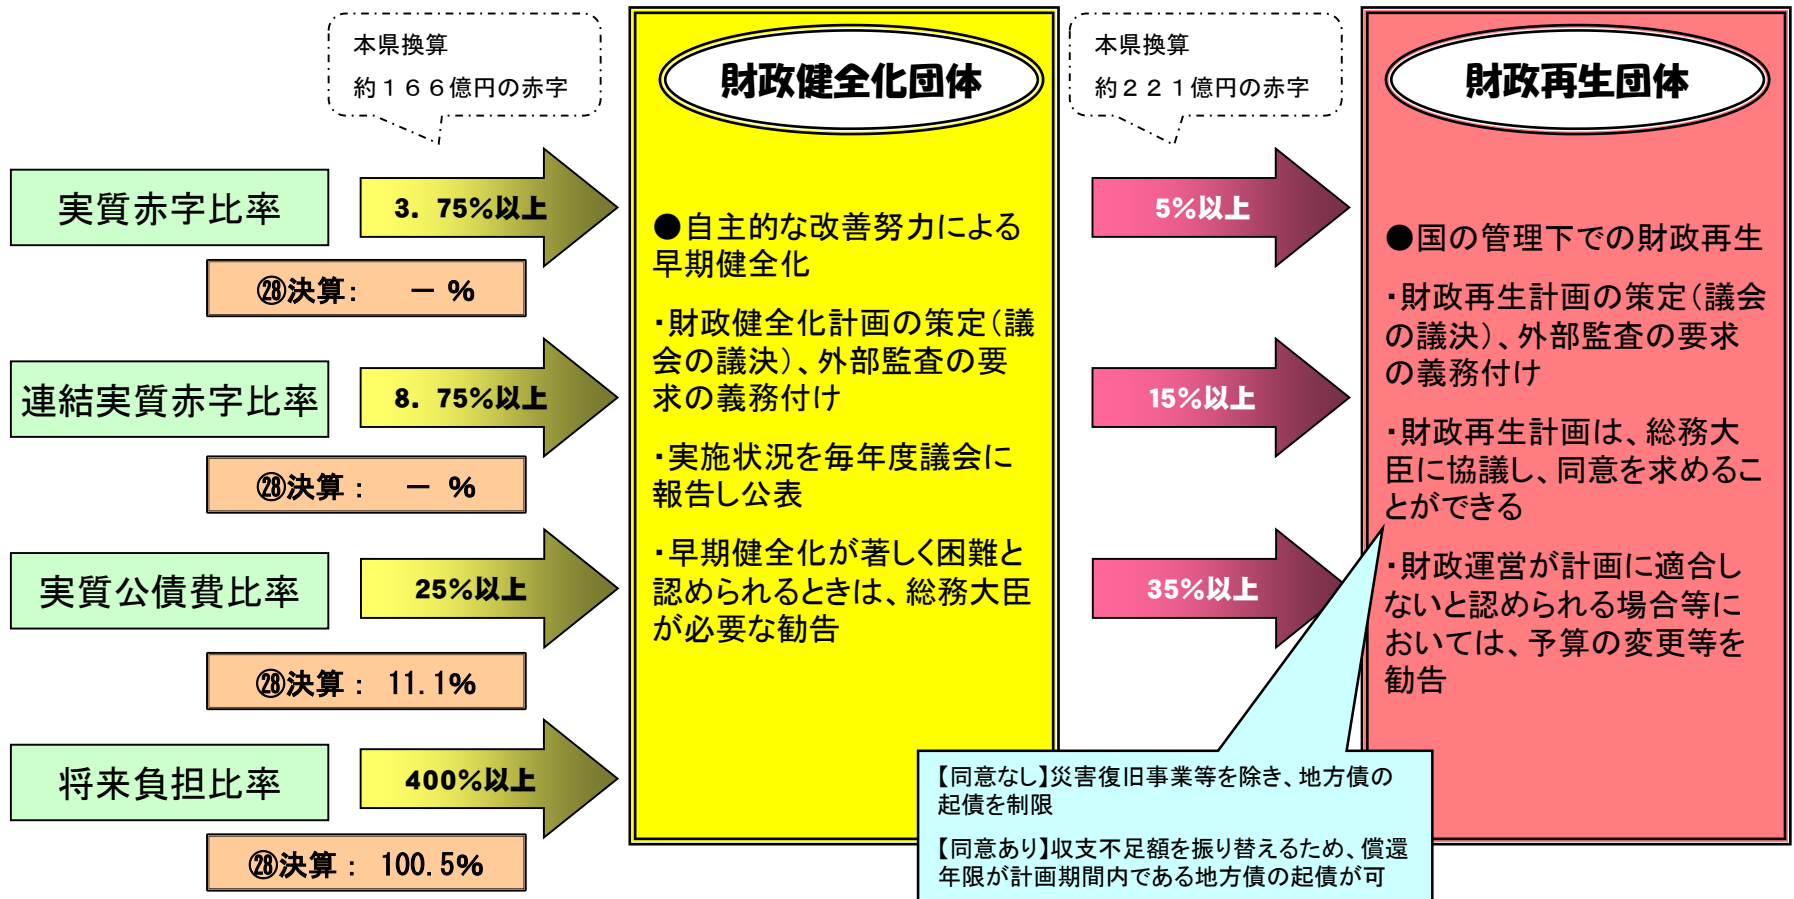 本県換算
約１６６億円の赤字
財政健全化団体
本県換算
約２２１億円の赤字
財政再生団体
実質赤字比率
3．75%以上
㉘決算：　－ %
連結実質赤字比率
8．75%以上
㉘決算：　－ %
実質公債費比率
25%以上
㉘決算： 11.1%
将来負担比率
400%以上
㉘決算： 100.5%
●自主的な改善努力による
早期健全化
・財政健全化計画の策定（議
会の議決）、外部監査の要
求の義務付け
・実施状況を毎年度議会に
報告し公表
・早期健全化が著しく困難と
認められるときは、総務大臣
が必要な勧告
5%以上
15%以上
35%以上
●国の管理下での財政再生
・財政再生計画の策定（議会
の議決）、外部監査の要求
の義務付け
・財政再生計画は、総務大
臣に協議し、同意を求めるこ
とができる
・財政運営が計画に適合し
ないと認められる場合等に
おいては、予算の変更等を
勧告
【同意なし】災害復旧事業等を除き、地方債の
起債を制限
【同意あり】収支不足額を振り替えるため、償還
年限が計画期間内である地方債の起債が可